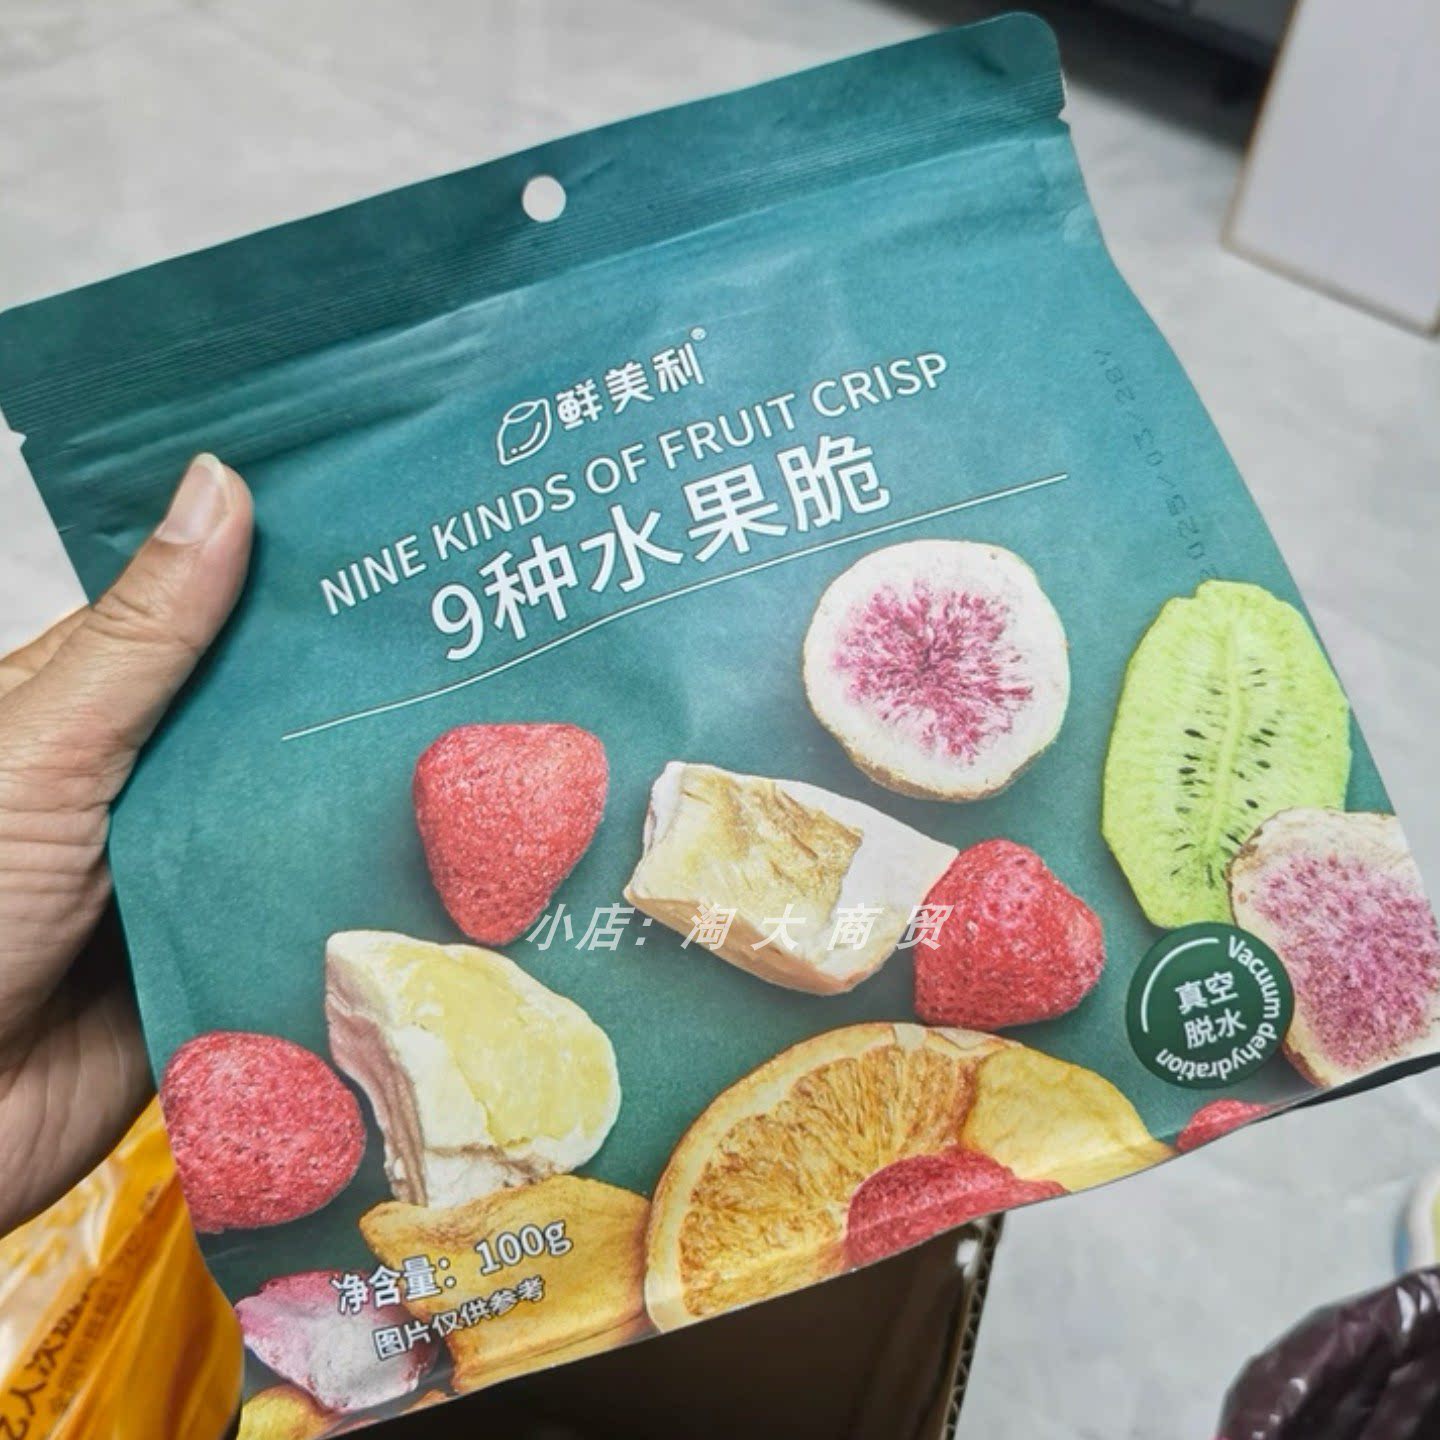 鲜美利®
NINE KINDS OF FRUIT CRISP
9种水果脆
小店：淘大商贸
真空
脱水
Vacuum dehydration
净含量：100g
图片仅供参考